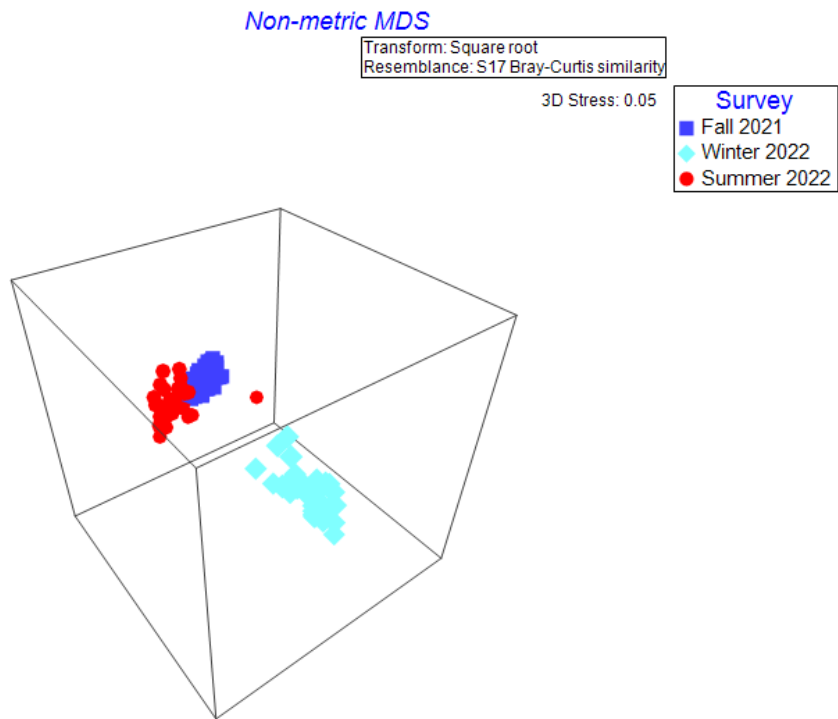 Non-metric MDS
Transform: Square root
Resemblance: S17 Bray-Curtis similarity
3D Stress: 0.05
Survey
Fall 2021
Winter 2022
Summer 2022